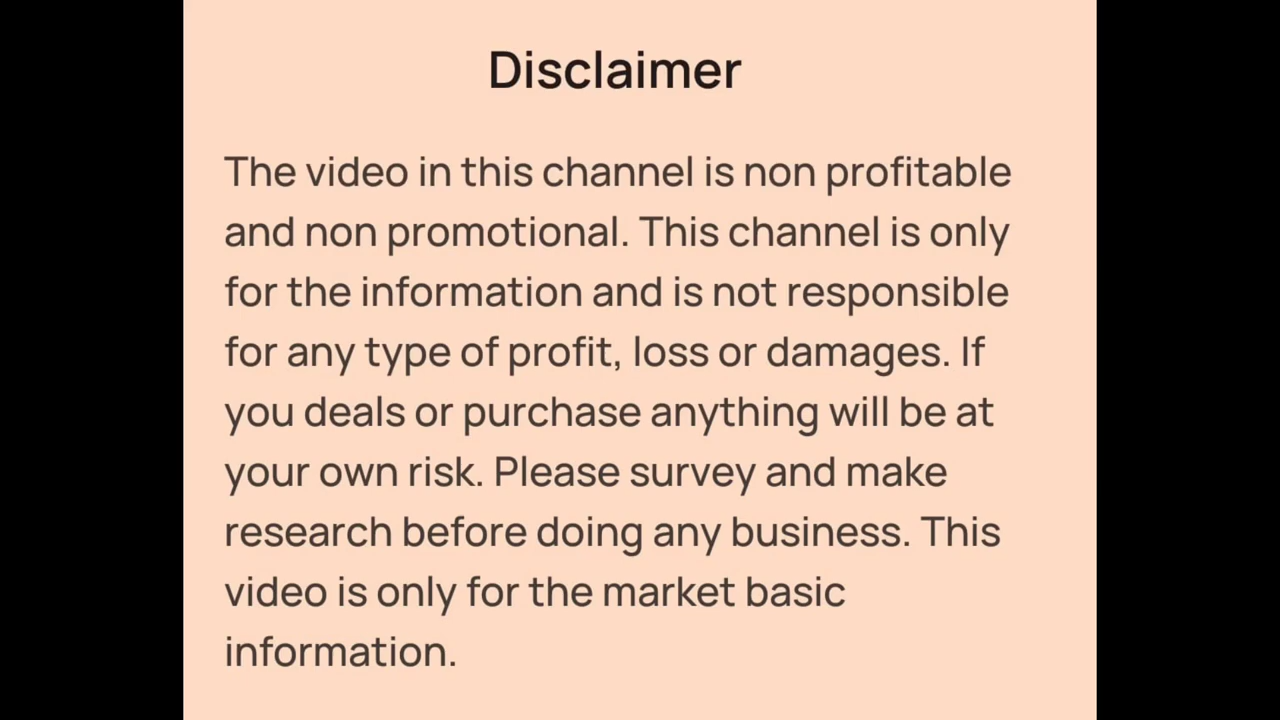 Disclaimer
The video in this channel is non profitable
and non promotional. This channel is only
for the information and is not responsible
for any type of profit, loss or damages. If
you deals or purchase anything will be at
your own risk. Please survey and make
research before doing any business. This
video is only for the market basic
information.